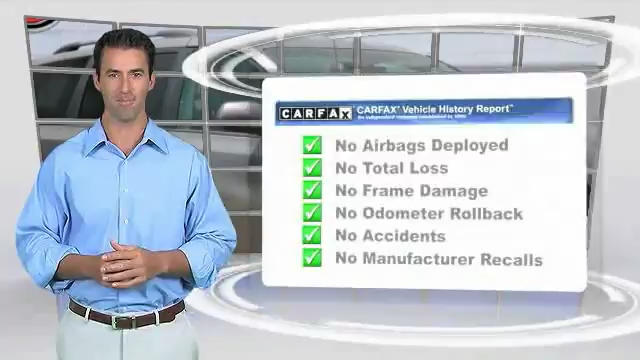 CARFAX CARFAX Vehicle History Report™
No Airbags Deployed
No Total Loss
No Frame Damage
No Odometer Rollback
No Accidents
No Manufacturer Recalls